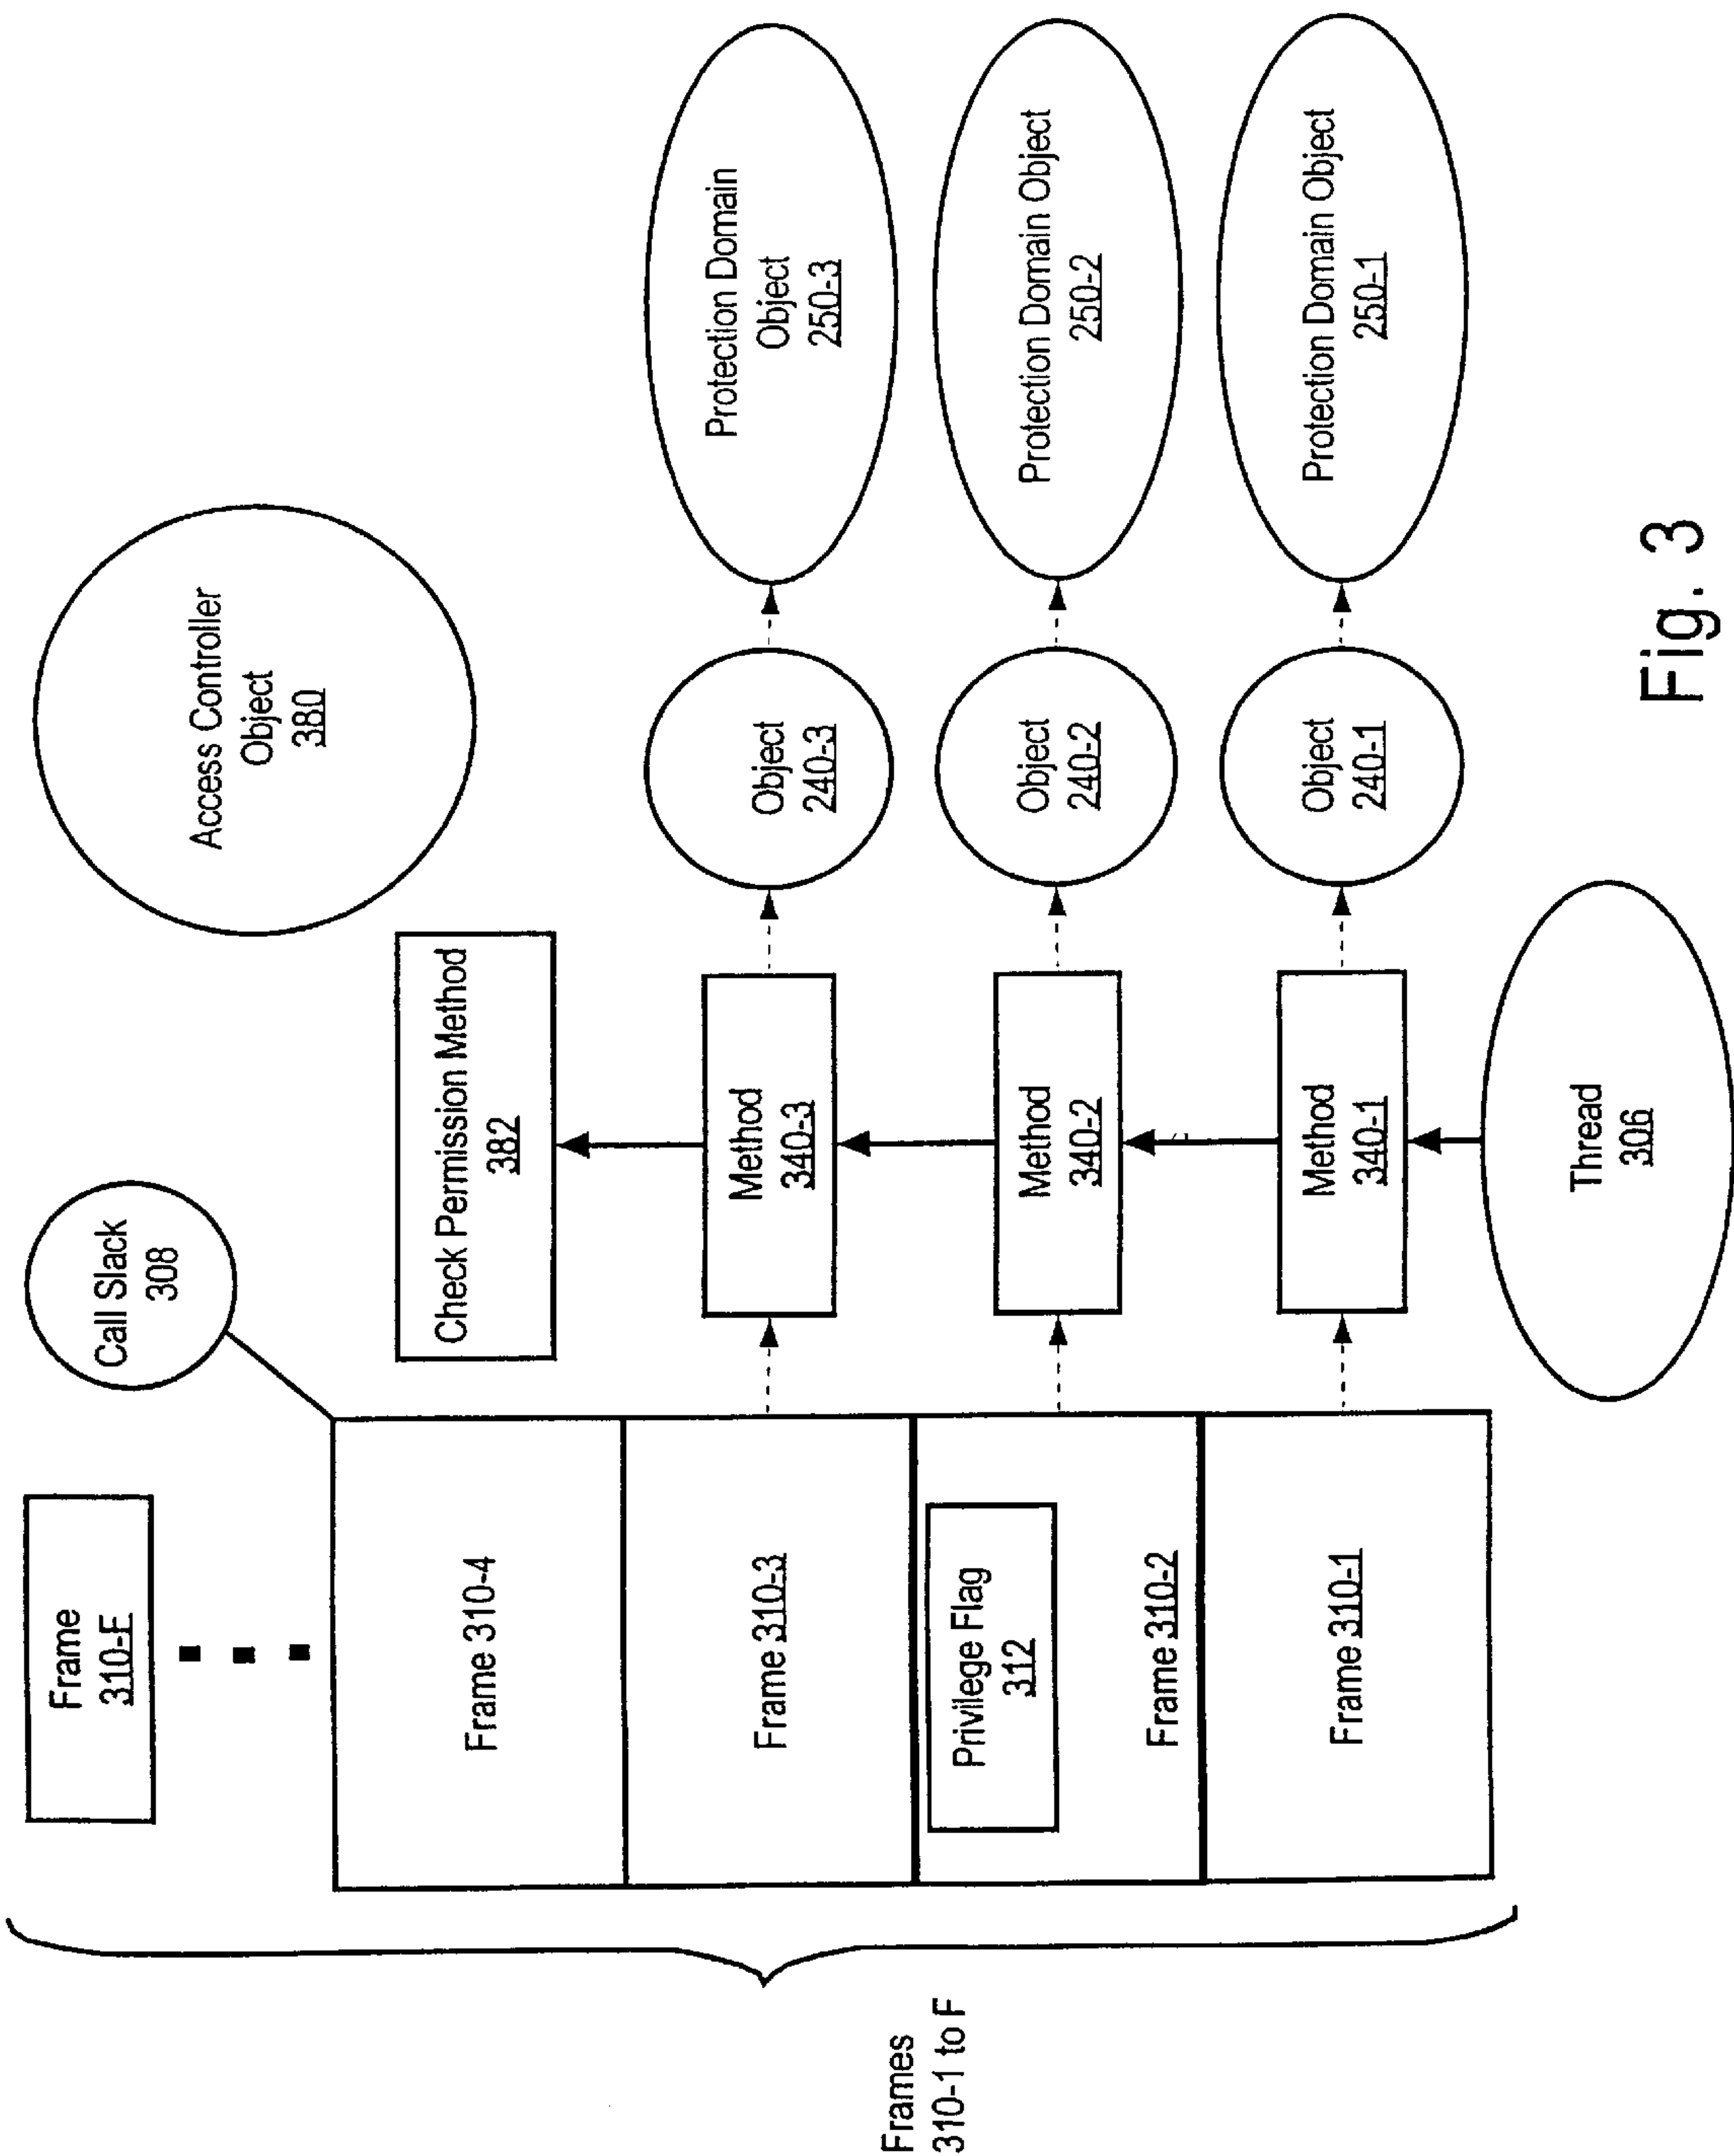 Frame
310-F
Call Slack
308
Access Controller
Object
380
Check Permission Method
382
Frame 310-4
Frame 310-3
Method
340-3
Object
240-3
Protection Domain
Object
250-3
Frames
310-1 to F
Privilege Flag
312
Frame 310-2
Method
340-2
Object
240-2
Protection Domain Object
250-2
Frame 310-1
Method
340-1
Object
240-1
Protection Domain Object
250-1
Thread
306
Fig. 3